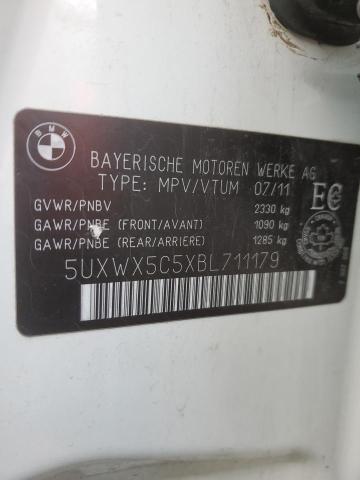 BMW
BAYERISCHE MOTOREN WERKE AG
TYPE: MPV/VTUM 07/11
GVWR/PNBV 2330 kg
GAWR/PNBE (FRONT/AVANT) 1090 kg
GAWR/PNBE (REAR/ARRIERE) 1285 kg
EC
5UXWX5C5XBL711179